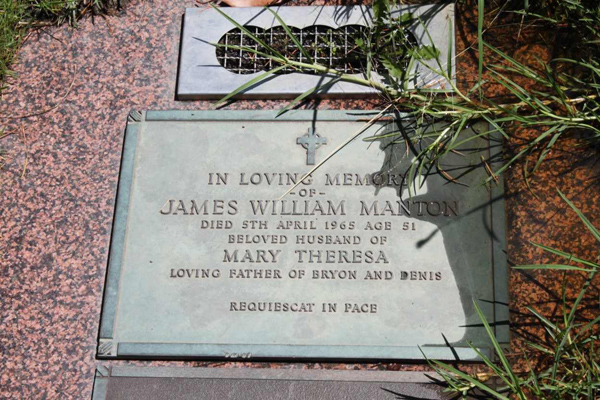 IN LOVING MEMORY
-OF-
JAMES WILLIAM MANTON
DIED 5TH APRIL 1965 AGE 51
BELOVED HUSBAND OF
MARY THERESA
LOVING FATHER OF BRYON AND DENIS
REQUIESCAT IN PACE